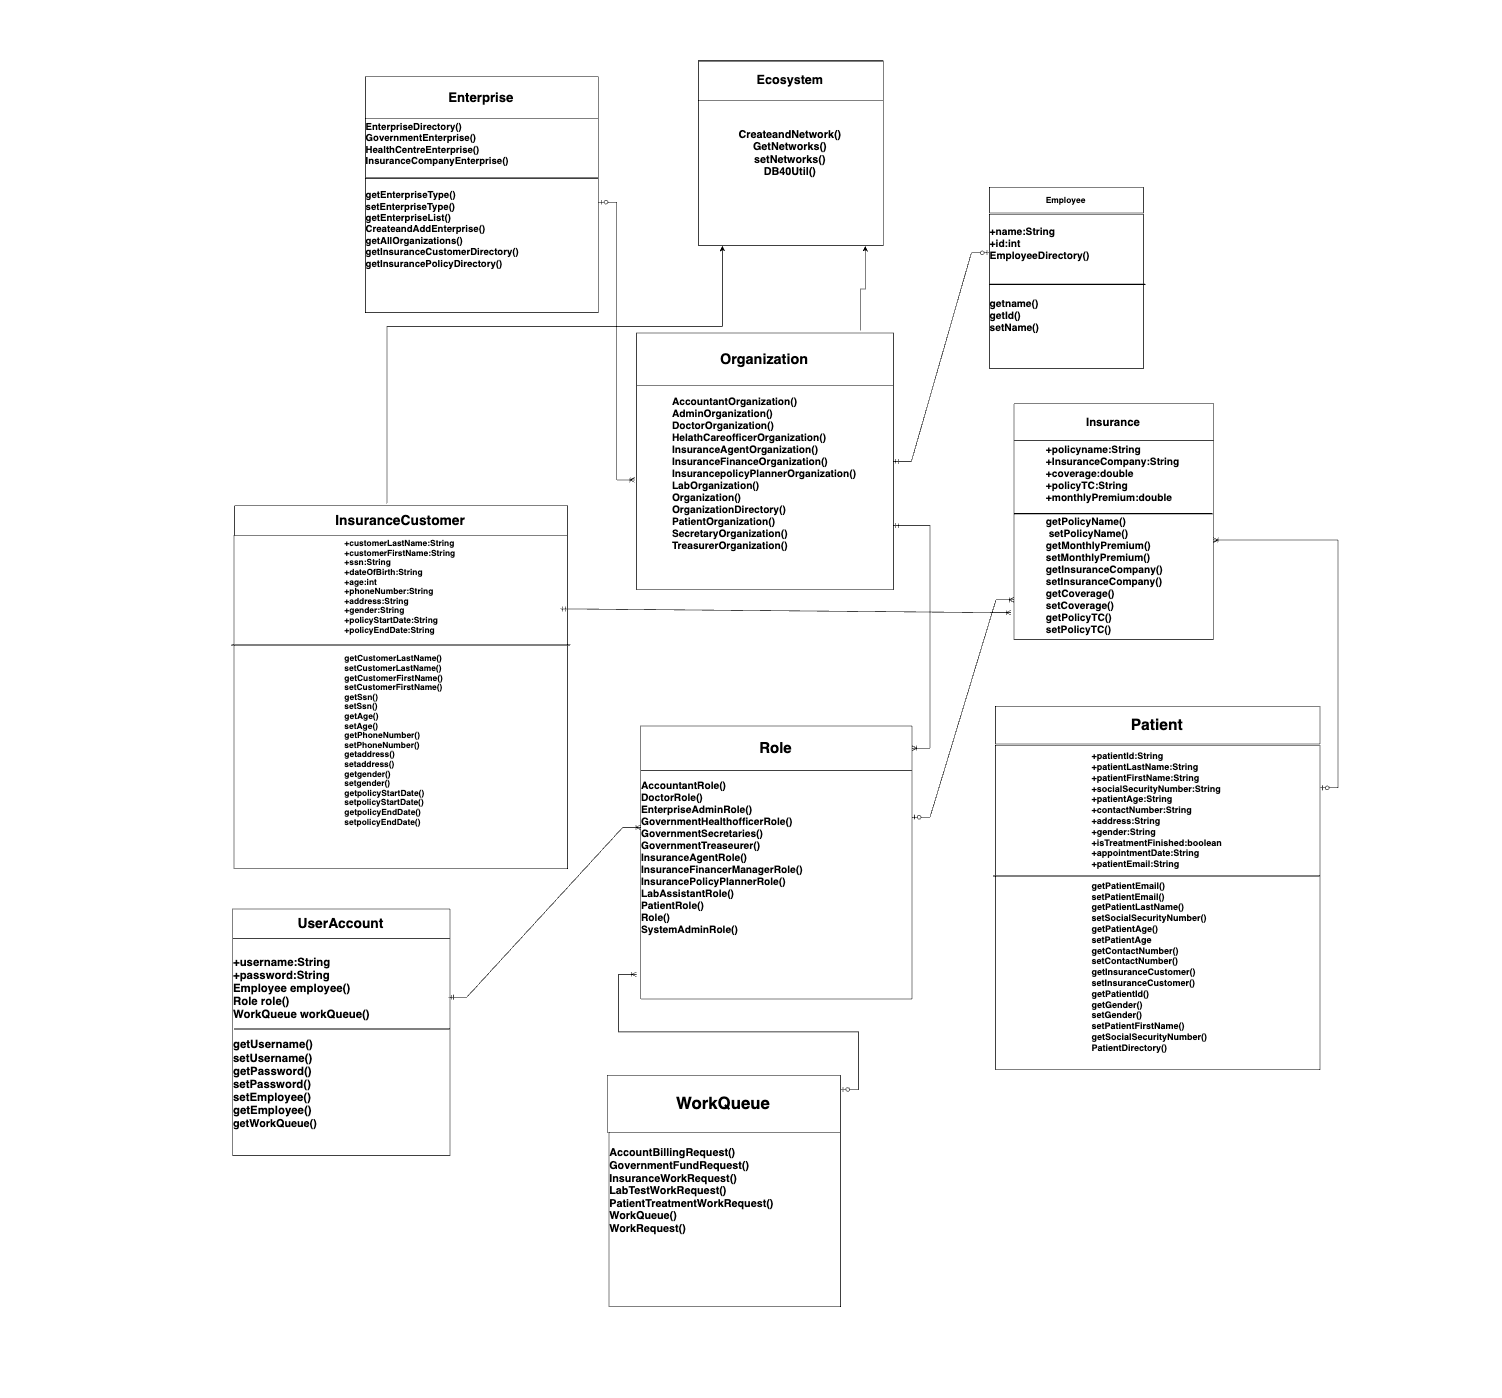 Enterprise
EnterpriseDirectory()
GovernmentEnterprise()
HealthCentreEnterprise()
InsuranceCompanyEnterprise()
getEnterpriseType()
setEnterpriseType()
getEnterpriseList()
CreateandAddEnterprise()
getAllOrganizations()
getInsuranceCustomerDirectory()
getInsurancePolicyDirectory()
Ecosystem
CreateandNetwork()
GetNetworks()
setNetworks()
DB40Util()
Employee
+name:String
+id:int
EmployeeDirectory()
getname()
getId()
setName()
Organization
AccountantOrganization()
AdminOrganization()
DoctorOrganization()
HelathCareofficerOrganization()
InsuranceAgentOrganization()
InsuranceFinanceOrganization()
InsurancepolicyPlannerOrganization()
LabOrganization()
Organization()
OrganizationDirectory()
PatientOrganization()
SecretaryOrganization()
TreasurerOrganization()
Insurance
+policyname:String
+InsuranceCompany:String
+coverage:double
+policyTC:String
+monthlyPremium:double
getPolicyName()
setPolicyName()
getMonthlyPremium()
setMonthlyPremium()
getInsuranceCompany()
setInsuranceCompany()
getCoverage()
setCoverage()
getPolicyTC()
setPolicyTC()
InsuranceCustomer
+customerLastName:String
+customerFirstName:String
+ssn:String
+dateOfBirth:String
+age:int
+phoneNumber:String
+address:String
+gender:String
+policyStartDate:String
+policyEndDate:String
getCustomerLastName()
setCustomerLastName()
getCustomerFirstName()
setCustomerFirstName()
getSsn()
setSsn()
getAge()
setAge()
getPhoneNumber()
setPhoneNumber()
getaddress()
setaddress()
getgender()
setgender()
getpolicyStartDate()
setpolicyStartDate()
getpolicyEndDate()
setpolicyEndDate()
Role
AccountantRole()
DoctorRole()
EnterpriseAdminRole()
GovernmentHealthofficerRole()
GovernmentSecretaries()
GovernmentTreaseurer()
InsuranceAgentRole()
InsuranceFinancerManagerRole()
InsurancePolicyPlannerRole()
LabAssistantRole()
PatientRole()
Role()
SystemAdminRole()
Patient
+patientId:String
+patientLastName:String
+patientFirstName:String
+socialSecurityNumber:String
+patientAge:String
+contactNumber:String
+address:String
+gender:String
+isTreatmentFinished:boolean
+appointmentDate:String
+patientEmail:String
getPatientEmail()
setPatientEmail()
getPatientLastName()
setSocialSecurityNumber()
getPatientAge()
setPatientAge
getContactNumber()
setContactNumber()
getInsuranceCustomer()
setInsuranceCustomer()
getPatientId()
getGender()
setGender()
setPatientFirstName()
getSocialSecurityNumber()
PatientDirectory()
UserAccount
+username:String
+password:String
Employee employee()
Role role()
WorkQueue workQueue()
getUsername()
setUsername()
getPassword()
setPassword()
setEmployee()
getEmployee()
getWorkQueue()
WorkQueue
AccountBillingRequest()
GovernmentFundRequest()
InsuranceWorkRequest()
LabTestWorkRequest()
PatientTreatmentWorkRequest()
WorkQueue()
WorkRequest()